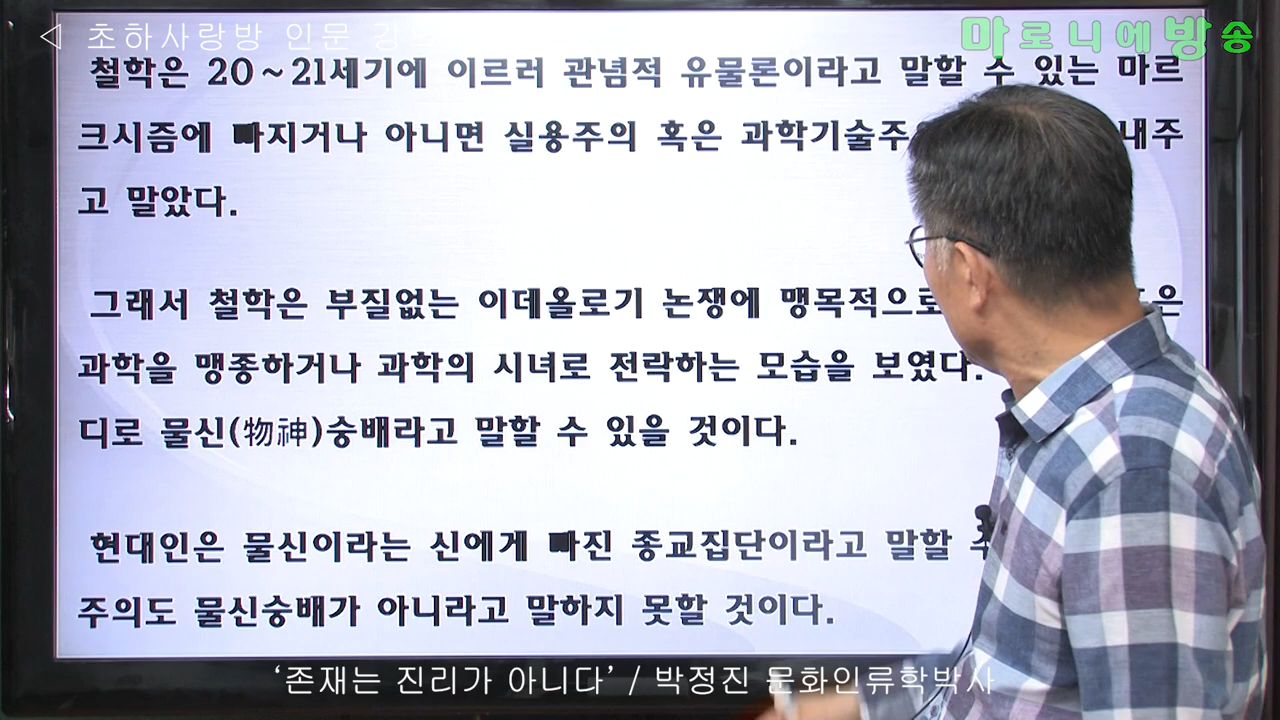 ◁ 초하사랑방 인문
마로니에방송
철학은 20~21세기에 이르러 관념적 유물론이라고 말할 수 있는 마르
크시즘에 빠지거나 아니면 실용주의 혹은 내주
고 말았다.
그래서 철학은 부질없는 이데올로기 논쟁에 맹목적으로
과학을 맹종하거나 과학의 시녀로 전락하는 모습을 보였다.
디로 물신(物神)숭배라고 말할 수 있을 것이다.
현대인은 물신이라는 신에게 빠진 종교집단이라고 말할
주의도 물신숭배가 아니라고 말하지 못할 것이다.
‘존재는 진리가 아니다’ / 박정진 문화인류학박사